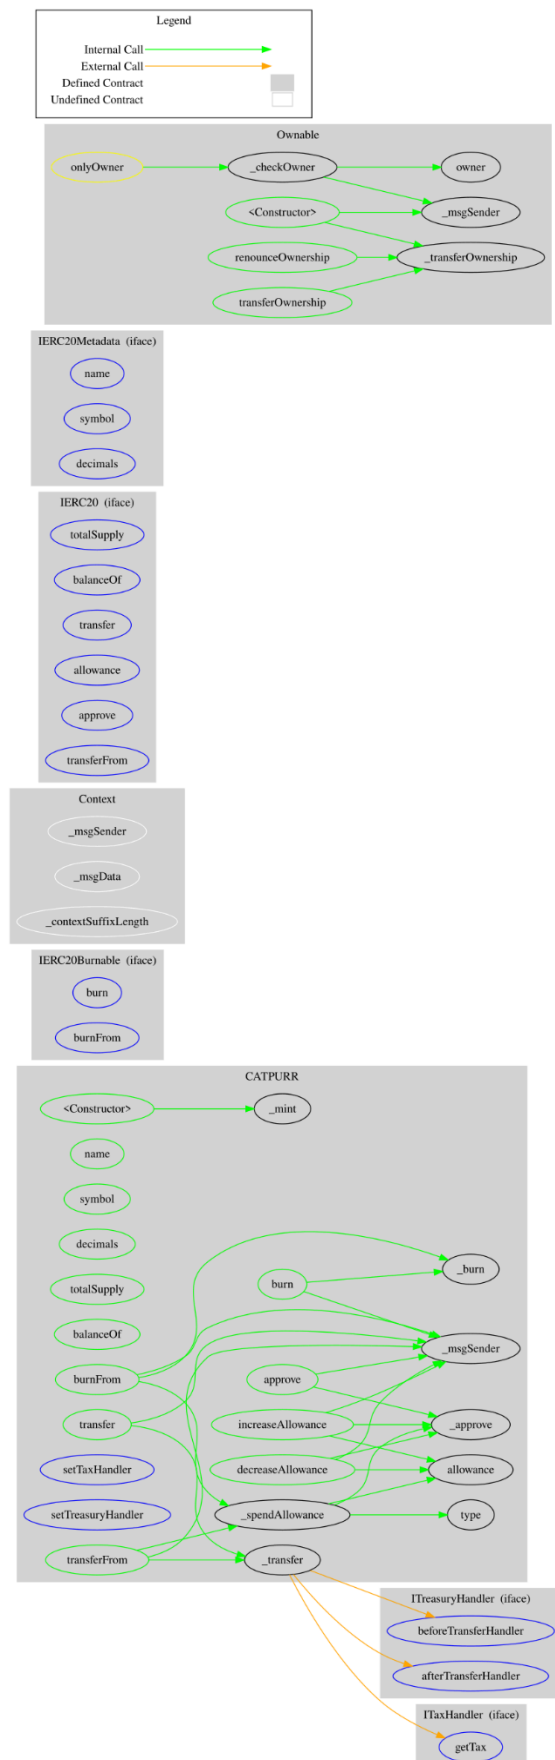 Legend
Internal Call
External Call
Defined Contract
Undefined Contract
Ownable
onlyOwner
_checkOwner
owner
<Constructor>
_msgSender
renounceOwnership
_transferOwnership
transferOwnership
IERC20Metadata (iface)
name
symbol
decimals
IERC20 (iface)
totalSupply
balanceOf
transfer
allowance
approve
transferFrom
Context
_msgSender
_msgData
_contextSuffixLength
IERC20Burnable (iface)
burn
burnFrom
CATPURR
<Constructor>
_mint
name
symbol
decimals
totalSupply
balanceOf
burnFrom
transfer
setTaxHandler
setTreasuryHandler
transferFrom
burn
approve
increaseAllowance
decreaseAllowance
_spendAllowance
_transfer
_burn
_msgSender
_approve
allowance
type
ITreasuryHandler (iface)
beforeTransferHandler
afterTransferHandler
ITaxHandler (iface)
getTax